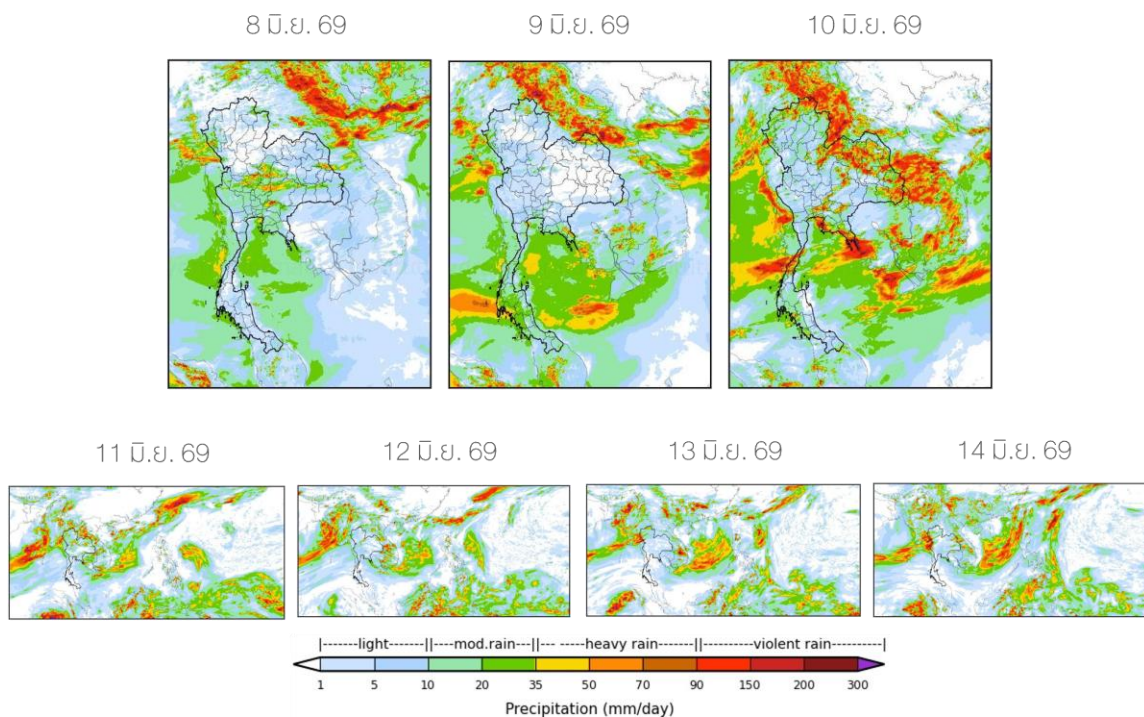 8 มิ.ย. 69
9 มิ.ย. 69
10 มิ.ย. 69
11 มิ.ย. 69
12 มิ.ย. 69
13 มิ.ย. 69
14 มิ.ย. 69
|------light-------||---mod.rain----||--- -------heavy rain--------||---------violent rain----------|
1 5 10 20 35 50 70 90 150 200 300
Precipitation (mm/day)